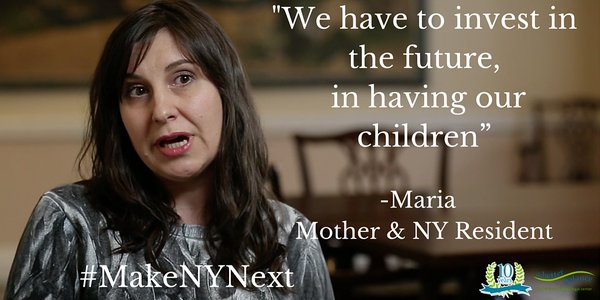 "We have to invest in
the future,
in having our
children”
-Maria
Mother & NY Resident
#MakeNYNext
10